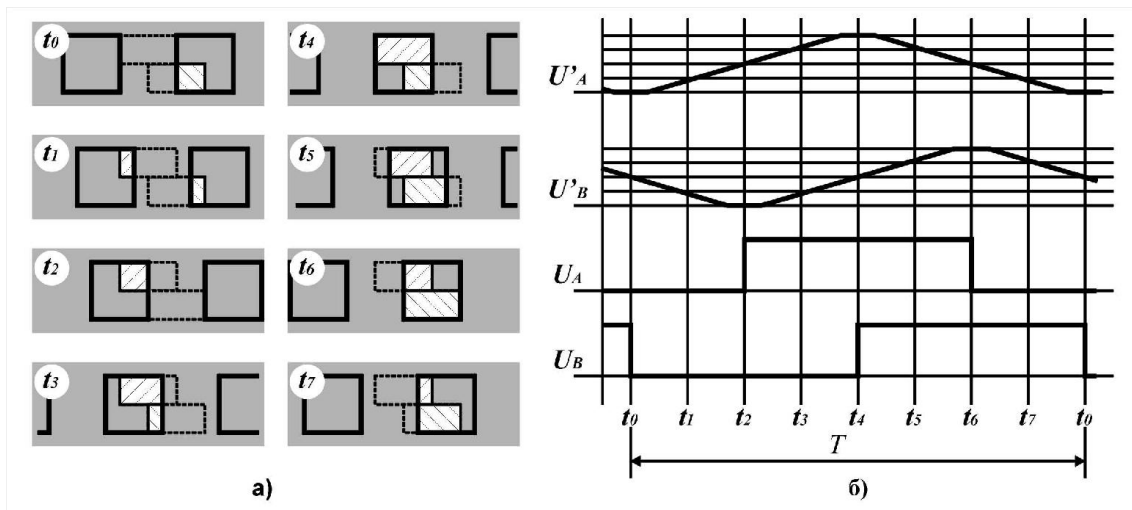 t0
t4
t1
t5
t2
t6
t3
t7
а)
U'A
U'B
UA
UB
t0 t1 t2 t3 t4 t5 t6 t7 t0
T
б)